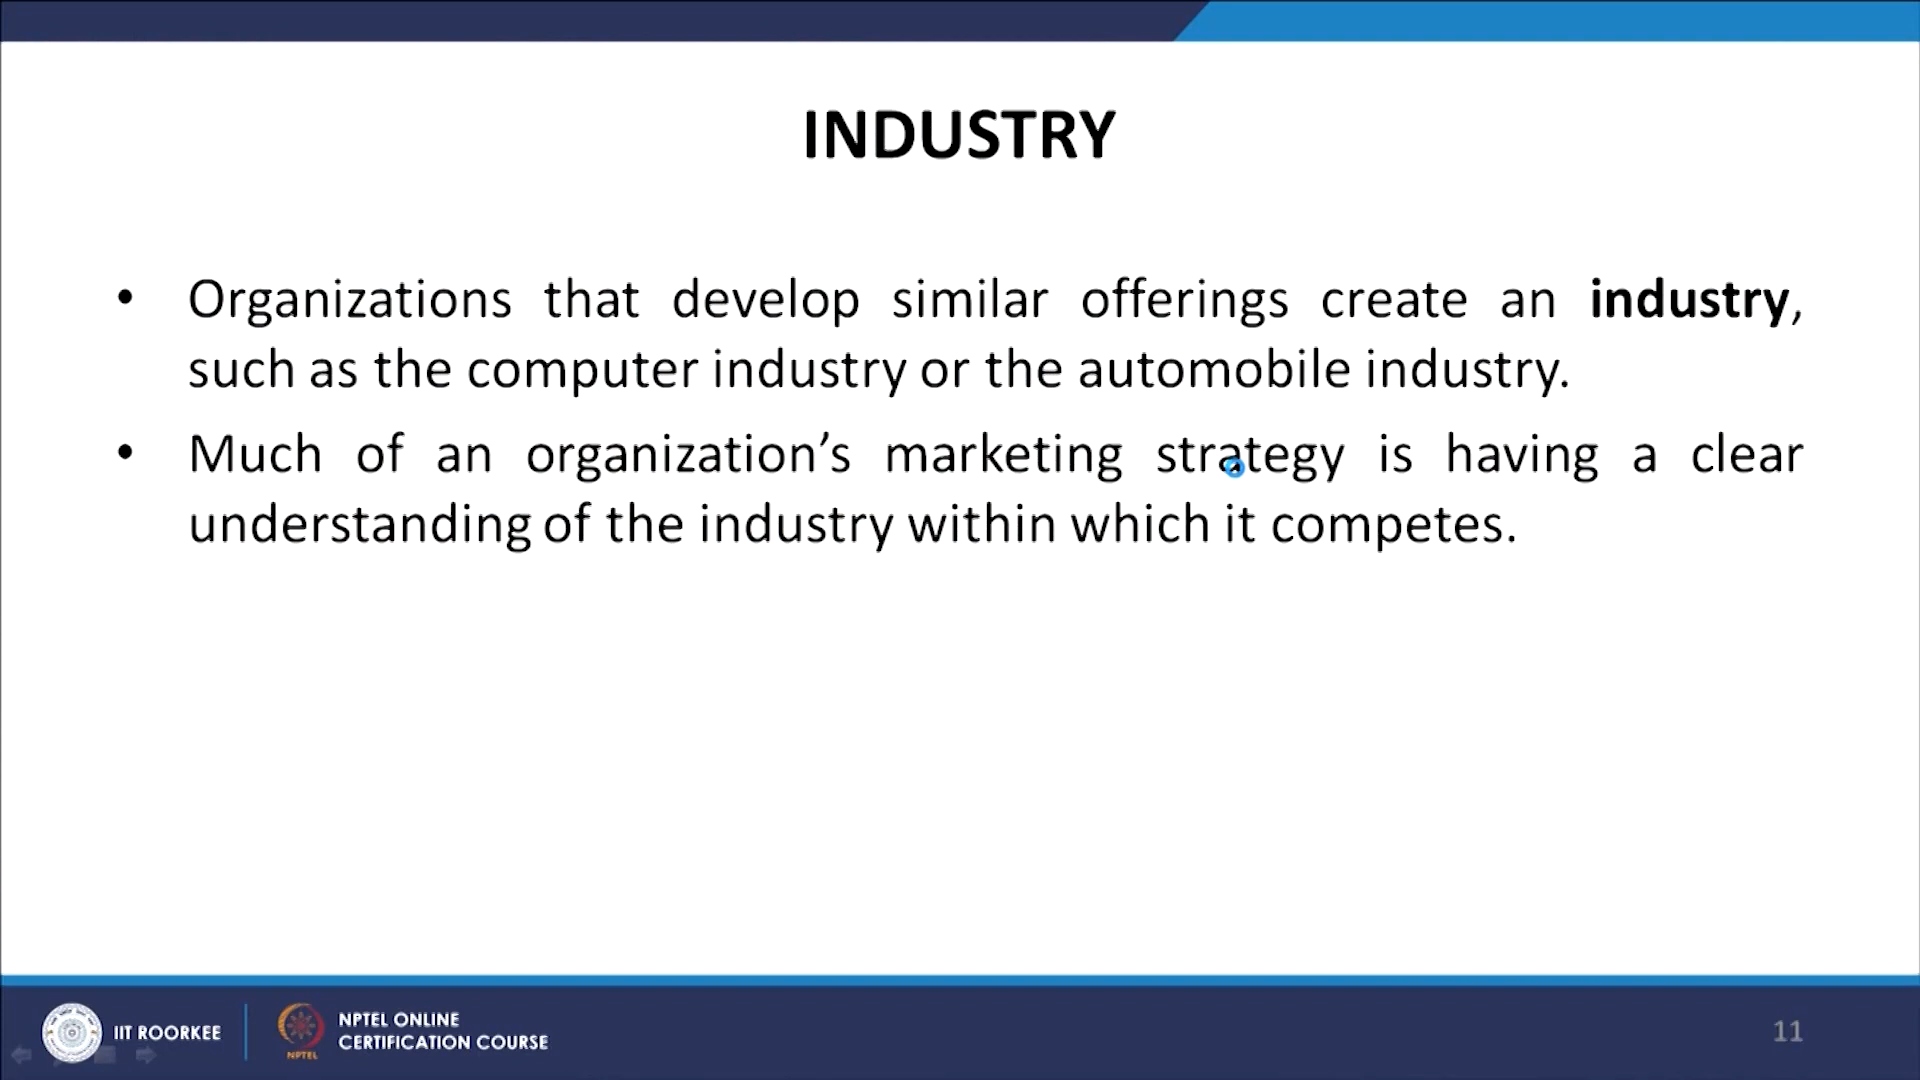 INDUSTRY
• Organizations that develop similar offerings create an industry,
such as the computer industry or the automobile industry.
• Much of an organization’s marketing strategy is having a clear
understanding of the industry within which it competes.
IIT ROORKEE
NPTEL
NPTEL ONLINE
CERTIFICATION COURSE
11